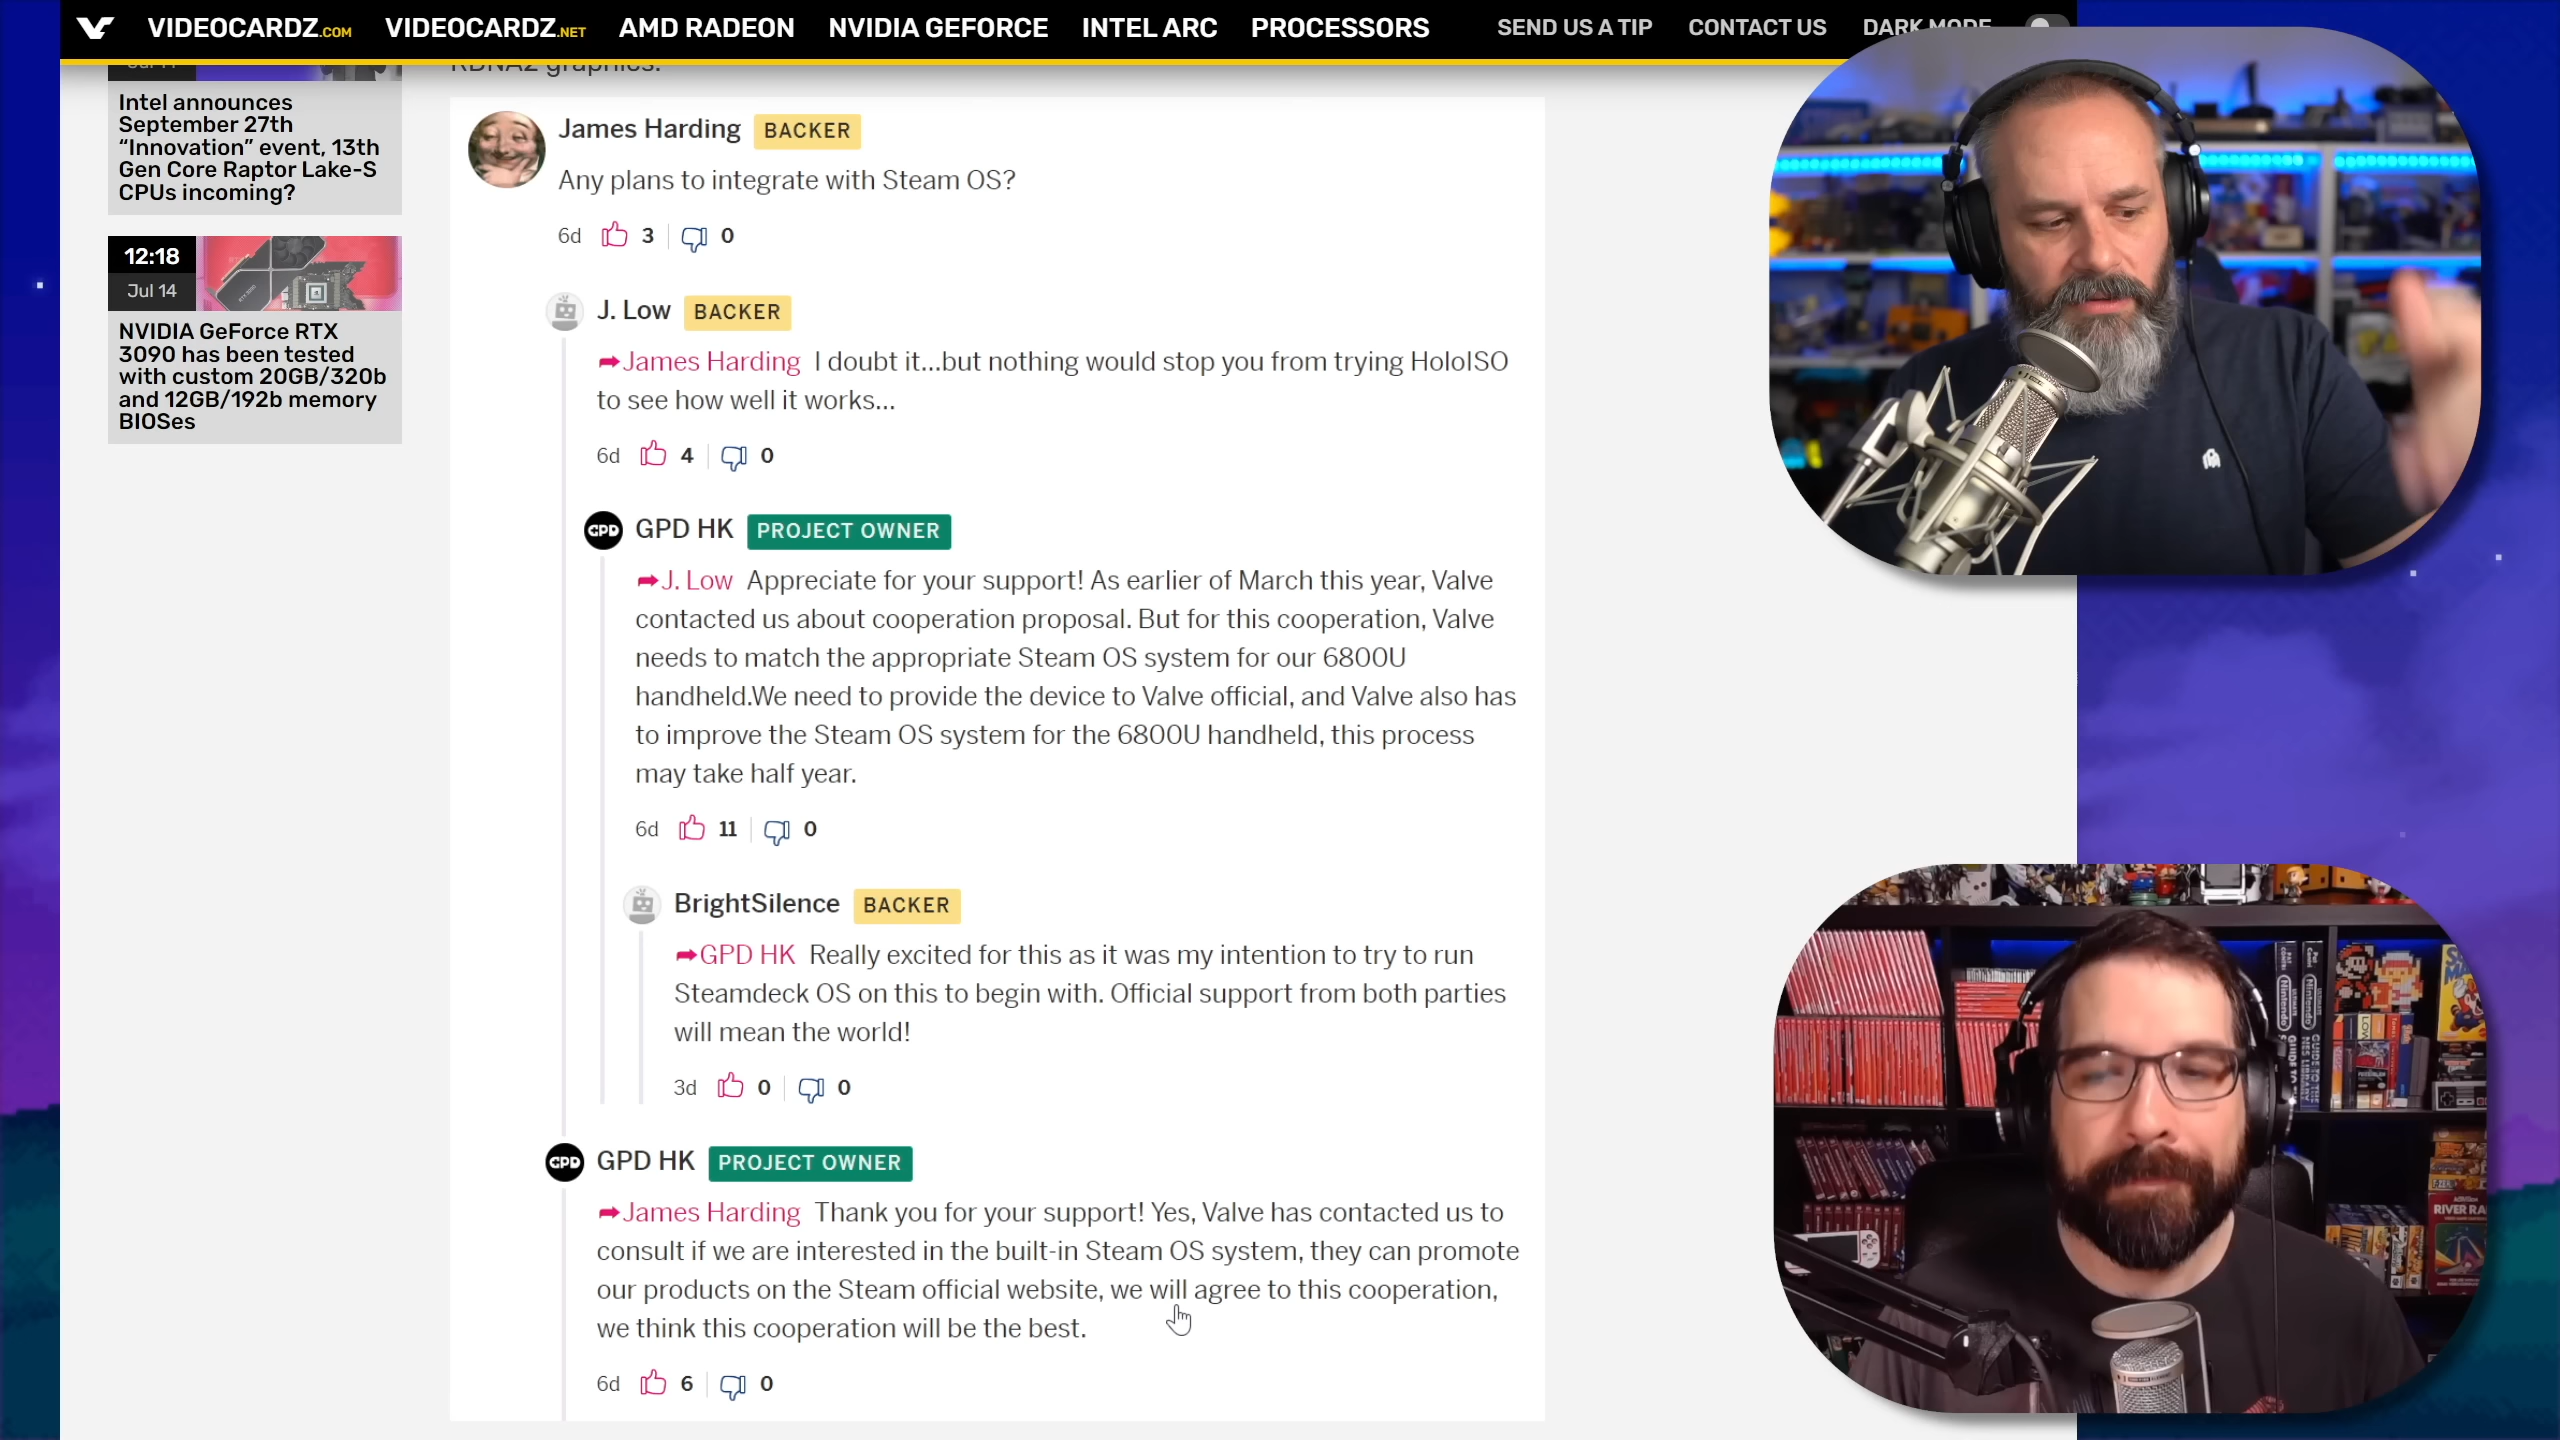 VIDEOCARDZ.COM VIDEOCARDZ.NET AMD RADEON NVIDIA GEFORCE INTEL ARC PROCESSORS SEND US A TIP CONTACT US DARK MODE
RDNA2 graphics.
Intel announces
September 27th
“Innovation” event, 13th
Gen Core Raptor Lake-S
CPUs incoming?
12:18
Jul 14
NVIDIA GeForce RTX
3090 has been tested
with custom 20GB/320b
and 12GB/192b memory
BIOSes
James Harding BACKER
Any plans to integrate with Steam OS?
6d 3 0
J. Low BACKER
James Harding I doubt it...but nothing would stop you from trying HoloISO
to see how well it works...
6d 4 0
GPD GPD HK PROJECT OWNER
J. Low Appreciate for your support! As earlier of March this year, Valve
contacted us about cooperation proposal. But for this cooperation, Valve
needs to match the appropriate Steam OS system for our 6800U
handheld.We need to provide the device to Valve official, and Valve also has
to improve the Steam OS system for the 6800U handheld, this process
may take half year.
6d 11 0
BrightSilence BACKER
GPD HK Really excited for this as it was my intention to try to run
Steamdeck OS on this to begin with. Official support from both parties
will mean the world!
3d 0 0
GPD GPD HK PROJECT OWNER
James Harding Thank you for your support! Yes, Valve has contacted us to
consult if we are interested in the built-in Steam OS system, they can promote
our products on the Steam official website, we will agree to this cooperation,
we think this cooperation will be the best.
6d 6 0
RIVER RA